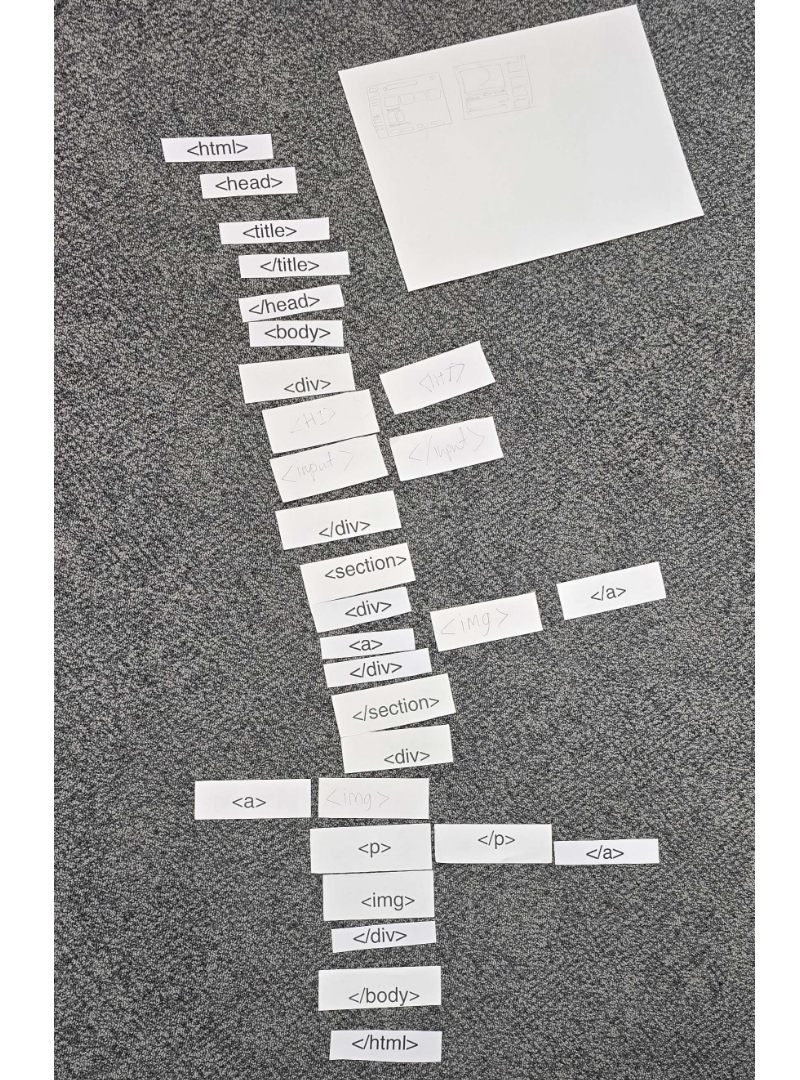 <html>
<head>
<title>
</title>
</head>
<body>
<div>
<H1> <H1>
<input> </input>
</div>
<section>
<div>
<a> <img> </a>
</div>
</section>
<div>
<a> <img>
<p> </p> </a>
<img>
</div>
</body>
</html>